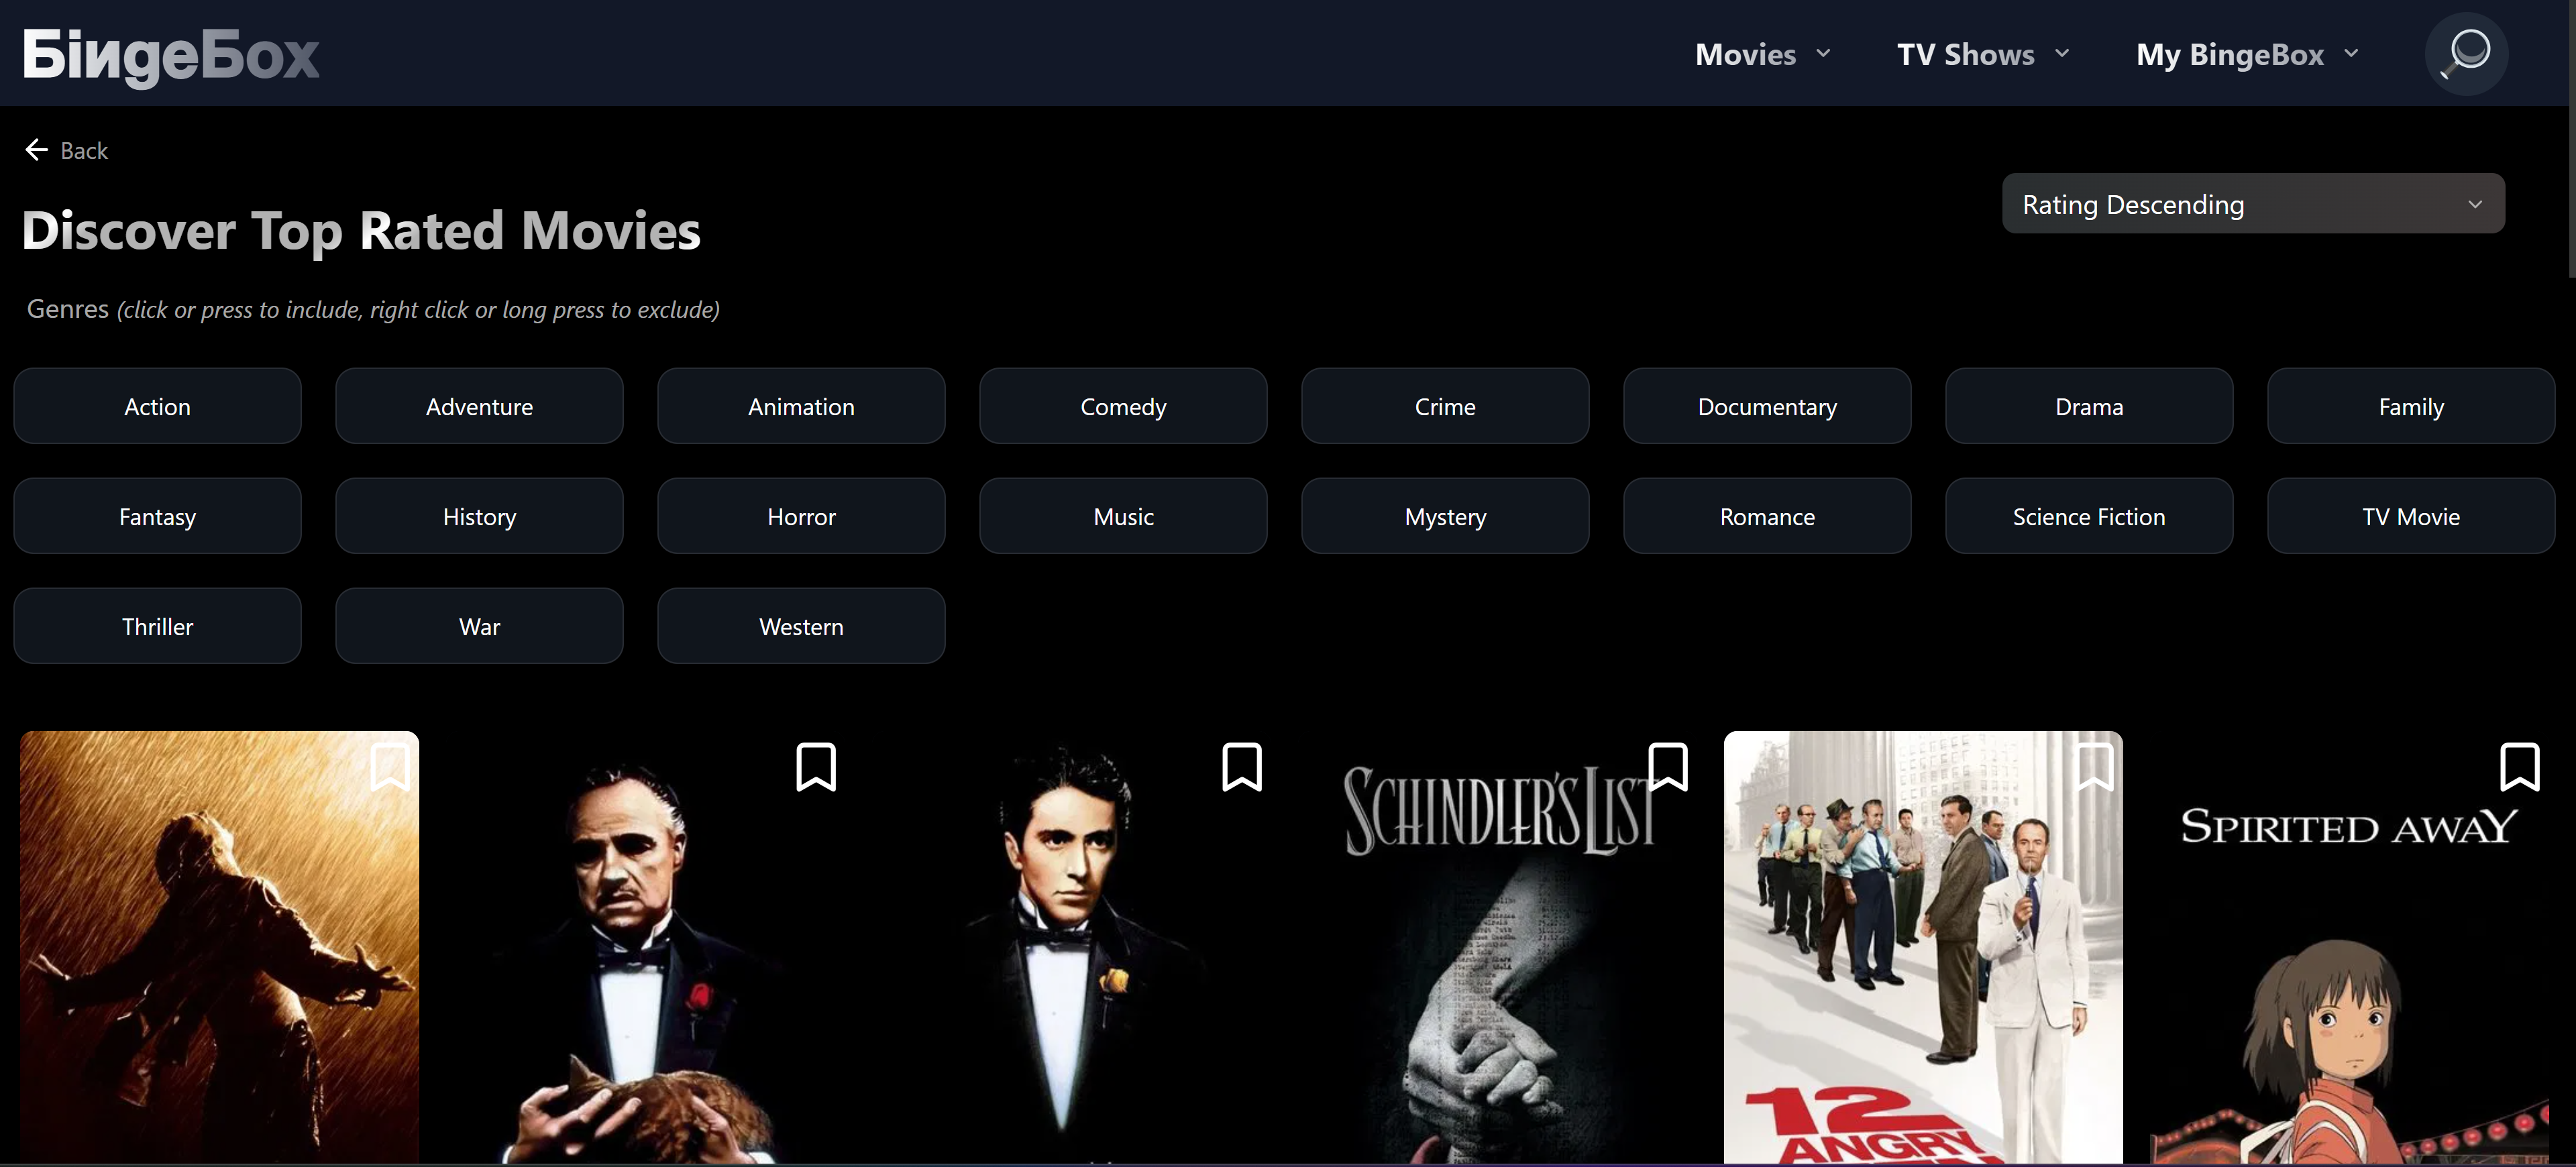 БiиgeБox
Movies
TV Shows
My BingeBox
Back
Discover Top Rated Movies
Rating Descending
Genres (click or press to include, right click or long press to exclude)
Action
Adventure
Animation
Comedy
Crime
Documentary
Drama
Family
Fantasy
History
Horror
Music
Mystery
Romance
Science Fiction
TV Movie
Thriller
War
Western
SCHINDLER'S LIST
12
ANGRY
SPIRITED AWAY